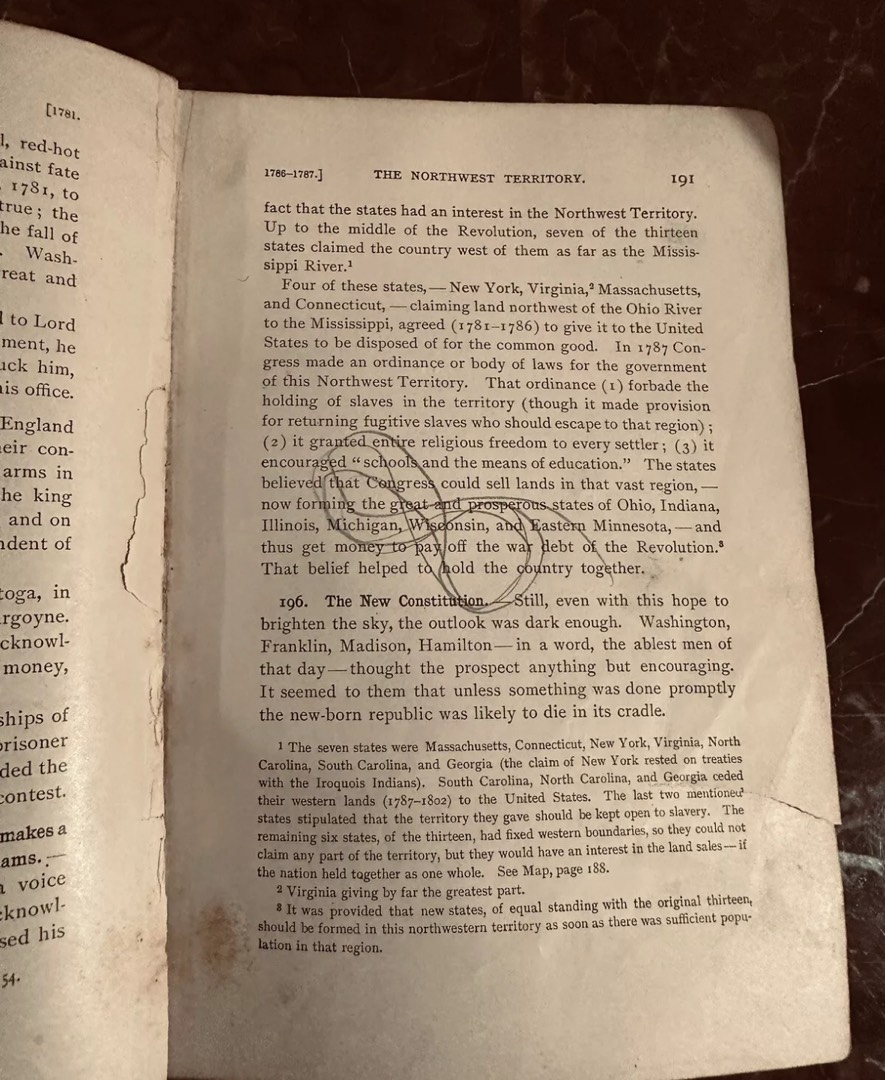 [1781.
l, red-hot
ainst fate
, 1781, to
true; the
he fall of
. Wash-
reat and
l to Lord
ment, he
uck him,
his office.
England
eir con-
arms in
he king
and on
ndent of
toga, in
rgoyne.
cknowl-
money,
ships of
prisoner
ded the
contest.
makes a
ams.—
a voice
cknowl-
sed his
54.
1786–1787.] THE NORTHWEST TERRITORY. 191
fact that the states had an interest in the Northwest Territory.
Up to the middle of the Revolution, seven of the thirteen
states claimed the country west of them as far as the Missis-
sippi River.¹
Four of these states,—New York, Virginia,² Massachusetts,
and Connecticut,—claiming land northwest of the Ohio River
to the Mississippi, agreed (1781–1786) to give it to the United
States to be disposed of for the common good. In 1787 Con-
gress made an ordinance or body of laws for the government
of this Northwest Territory. That ordinance (1) forbade the
holding of slaves in the territory (though it made provision
for returning fugitive slaves who should escape to that region);
(2) it granted entire religious freedom to every settler; (3) it
encouraged “schools and the means of education.” The states
believed that Congress could sell lands in that vast region,—
now forming the great and prosperous states of Ohio, Indiana,
Illinois, Michigan, Wisconsin, and Eastern Minnesota,—and
thus get money to pay off the war debt of the Revolution.³
That belief helped to hold the country together.
196. The New Constitution.—Still, even with this hope to
brighten the sky, the outlook was dark enough. Washington,
Franklin, Madison, Hamilton—in a word, the ablest men of
that day—thought the prospect anything but encouraging.
It seemed to them that unless something was done promptly
the new-born republic was likely to die in its cradle.
¹ The seven states were Massachusetts, Connecticut, New York, Virginia, North
Carolina, South Carolina, and Georgia (the claim of New York rested on treaties
with the Iroquois Indians). South Carolina, North Carolina, and Georgia ceded
their western lands (1787–1802) to the United States. The last two mentioned
states stipulated that the territory they gave should be kept open to slavery. The
remaining six states, of the thirteen, had fixed western boundaries, so they could not
claim any part of the territory, but they would have an interest in the land sales—if
the nation held together as one whole. See Map, page 188.
² Virginia giving by far the greatest part.
³ It was provided that new states, of equal standing with the original thirteen,
should be formed in this northwestern territory as soon as there was sufficient popu-
lation in that region.